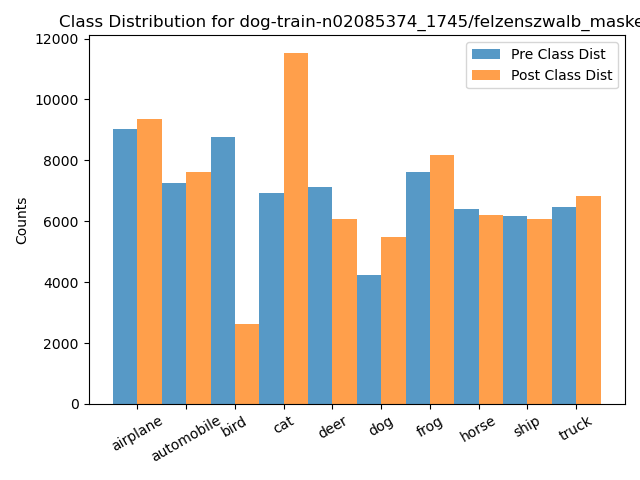 Class Distribution for dog-train-n02085374_1745/felzenszwalb_maske
Pre Class Dist
Post Class Dist
Counts
12000
10000
8000
6000
4000
2000
0
airplane
automobile
bird
cat
deer
dog
frog
horse
ship
truck